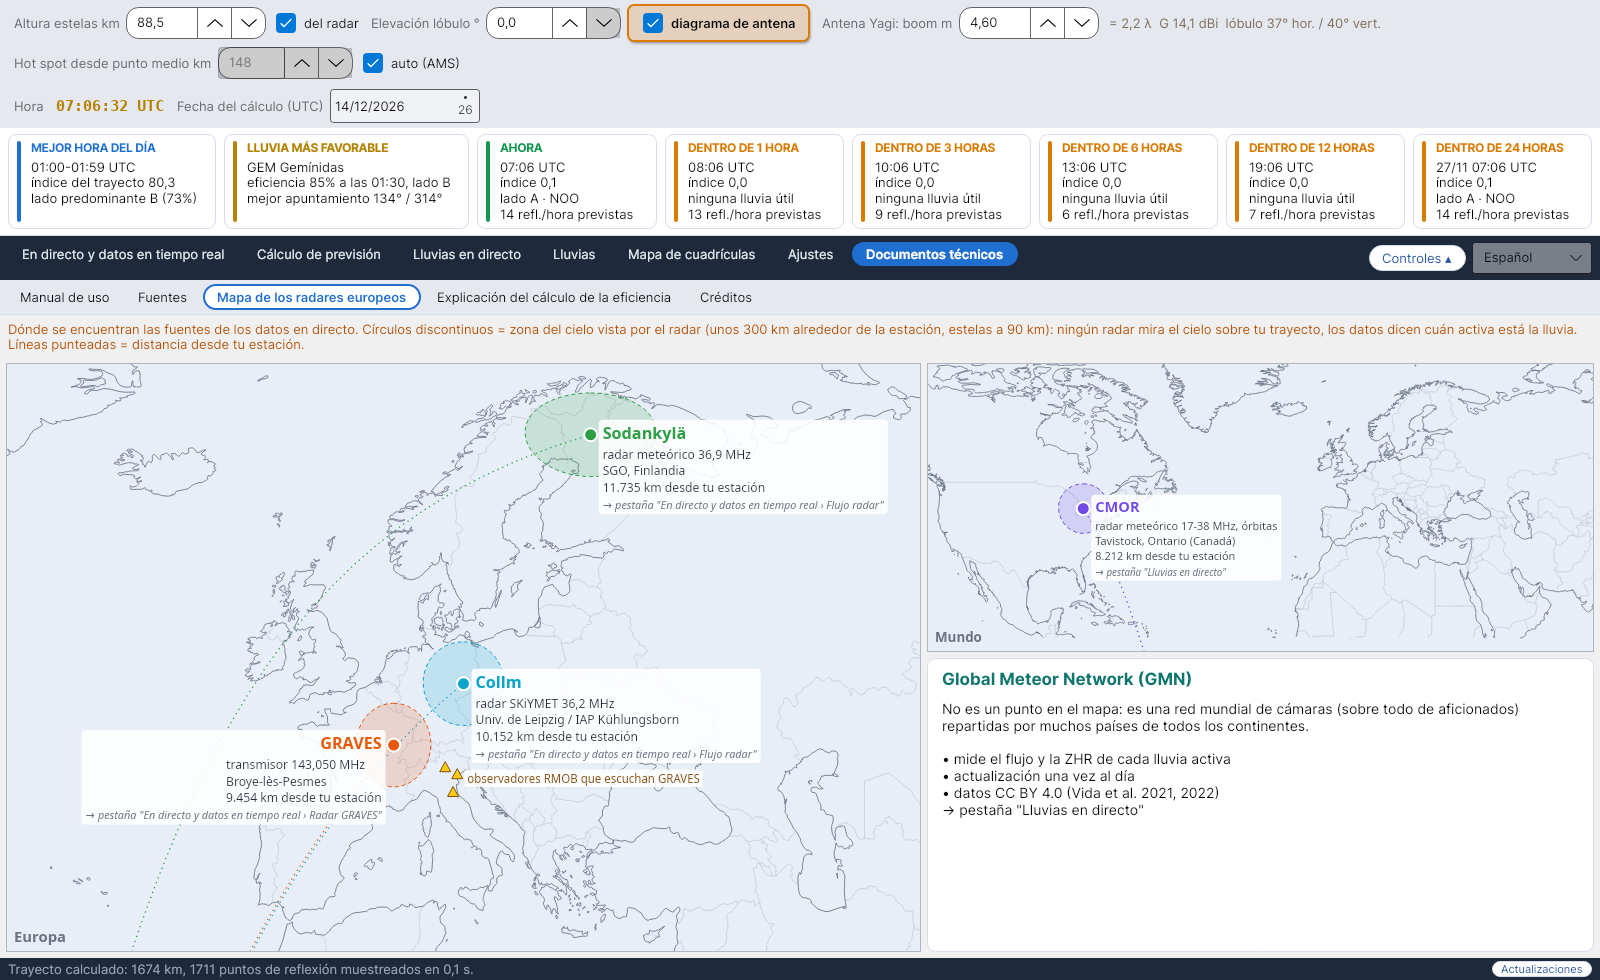 Altura estelas km 88,5 del radar Elevación lóbulo ° 0,0 diagrama de antena Antena Yagi: boom m 4,60 = 2,2 λ G 14,1 dBi lóbulo 37° hor. / 40° vert.
Hot spot desde punto medio km 148 auto (AMS)
Hora 07:06:32 UTC Fecha del cálculo (UTC) 14/12/2026 26
MEJOR HORA DEL DÍA
01:00-01:59 UTC
índice del trayecto 80,3
lado predominante B (73%)
LLUVIA MÁS FAVORABLE
GEM Gemínidas
eficiencia 85% a las 01:30, lado B
mejor apuntamiento 134° / 314°
AHORA
07:06 UTC
índice 0,1
lado A · NOO
14 refl./hora previstas
DENTRO DE 1 HORA
08:06 UTC
índice 0,0
ninguna lluvia útil
13 refl./hora previstas
DENTRO DE 3 HORAS
10:06 UTC
índice 0,0
ninguna lluvia útil
9 refl./hora previstas
DENTRO DE 6 HORAS
13:06 UTC
índice 0,0
ninguna lluvia útil
6 refl./hora previstas
DENTRO DE 12 HORAS
19:06 UTC
índice 0,0
ninguna lluvia útil
7 refl./hora previstas
DENTRO DE 24 HORAS
27/11 07:06 UTC
índice 0,1
lado A · NOO
14 refl./hora previstas
En directo y datos en tiempo real Cálculo de previsión Lluvias en directo Lluvias Mapa de cuadrículas Ajustes Documentos técnicos Controles ▴ Español
Manual de uso Fuentes Mapa de los radares europeos Explicación del cálculo de la eficiencia Créditos
Dónde se encuentran las fuentes de los datos en directo. Círculos discontinuos = zona del cielo vista por el radar (unos 300 km alrededor de la estación, estelas a 90 km): ningún radar mira el cielo sobre tu trayecto, los datos dicen cuán activa está la lluvia.
Líneas punteadas = distancia desde tu estación.
Sodankylä
radar meteórico 36,9 MHz
SGO, Finlandia
11.735 km desde tu estación
→ pestaña "En directo y datos en tiempo real › Flujo radar"
Collm
radar SKiYMET 36,2 MHz
Univ. de Leipzig / IAP Kühlungsborn
10.152 km desde tu estación
→ pestaña "En directo y datos en tiempo real › Flujo radar"
GRAVES
transmisor 143,050 MHz
Broye-lès-Pesmes
9.454 km desde tu estación
→ pestaña "En directo y datos en tiempo real › Radar GRAVES"
observadores RMOB que escuchan GRAVES
Europa
CMOR
radar meteórico 17-38 MHz, órbitas
Tavistock, Ontario (Canadá)
8.212 km desde tu estación
→ pestaña "Lluvias en directo"
Mundo
Global Meteor Network (GMN)
No es un punto en el mapa: es una red mundial de cámaras (sobre todo de aficionados)
repartidas por muchos países de todos los continentes.
• mide el flujo y la ZHR de cada lluvia activa
• actualización una vez al día
• datos CC BY 4.0 (Vida et al. 2021, 2022)
→ pestaña "Lluvias en directo"
Trayecto calculado: 1674 km, 1711 puntos de reflexión muestreados en 0,1 s.
Actualizaciones